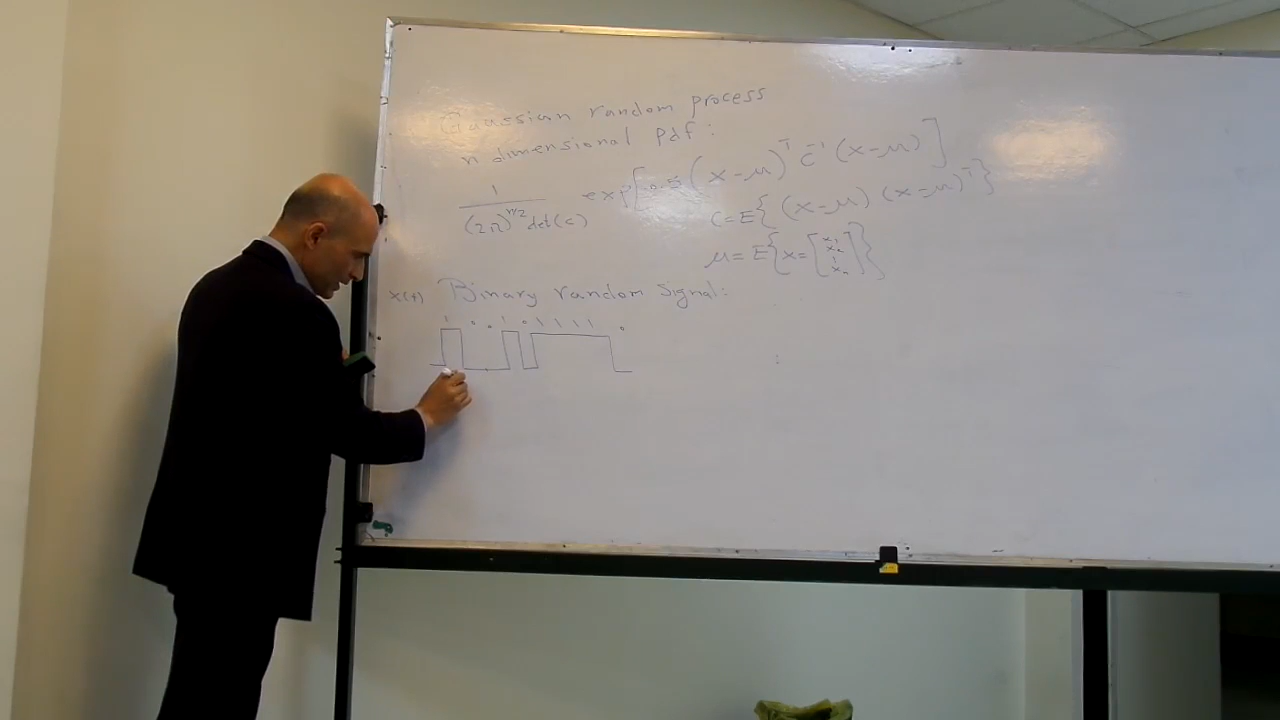 Gaussian random process
n dimensional pdf:
1/(2π)^{n/2} det(c) exp[0.5 (x-μ)^T C^{-1} (x-μ)]
C=E{(x-μ)(x-μ)^T}
μ=E{x=[x1 x2 | xn]}
x(t) Binary random signal:
1 0 0 1 0 1 1 1 1 0